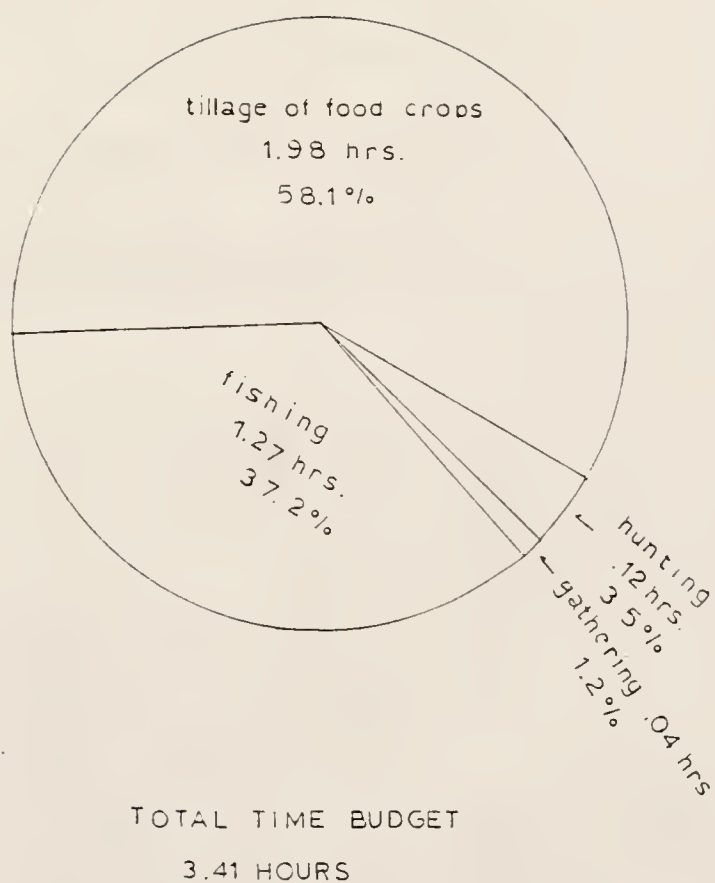 tillage of food crops
1.98 hrs.
58.1%
fishing
1.27 hrs.
37.2%
hunting
.12 hrs.
3 5%
gathering .04 hrs
1.2%
TOTAL TIME BUDGET
3.41 HOURS